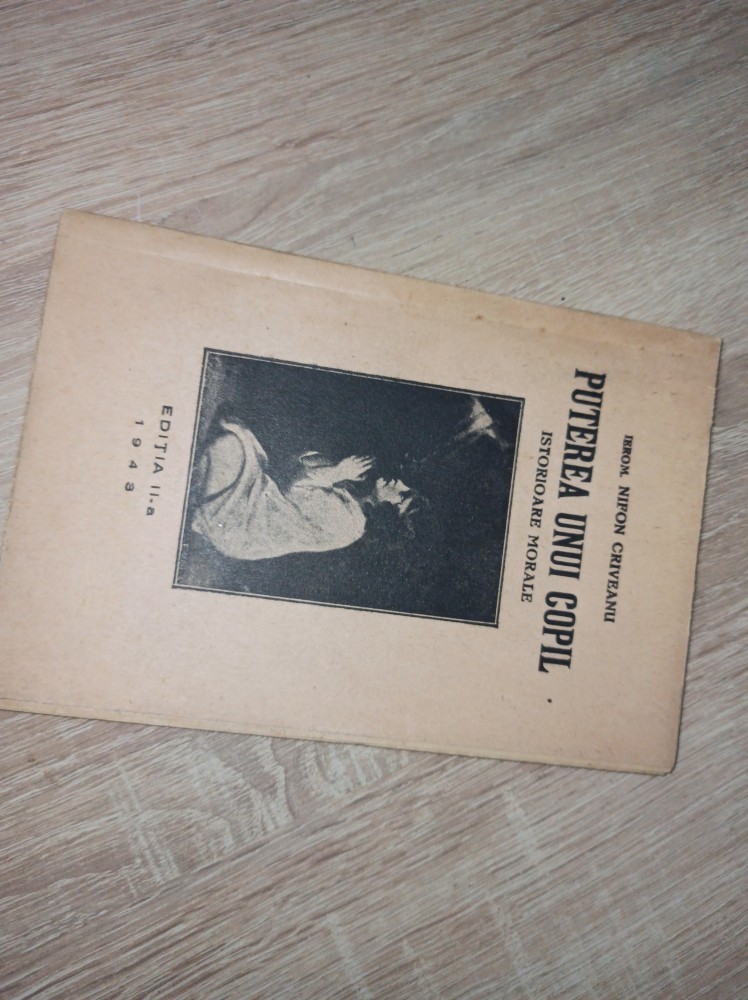 IEROM. NIFON CRIVEANU
PUTEREA UNUI COPIL
ISTORIOARE MORALE
EDIȚIA II-a
1943